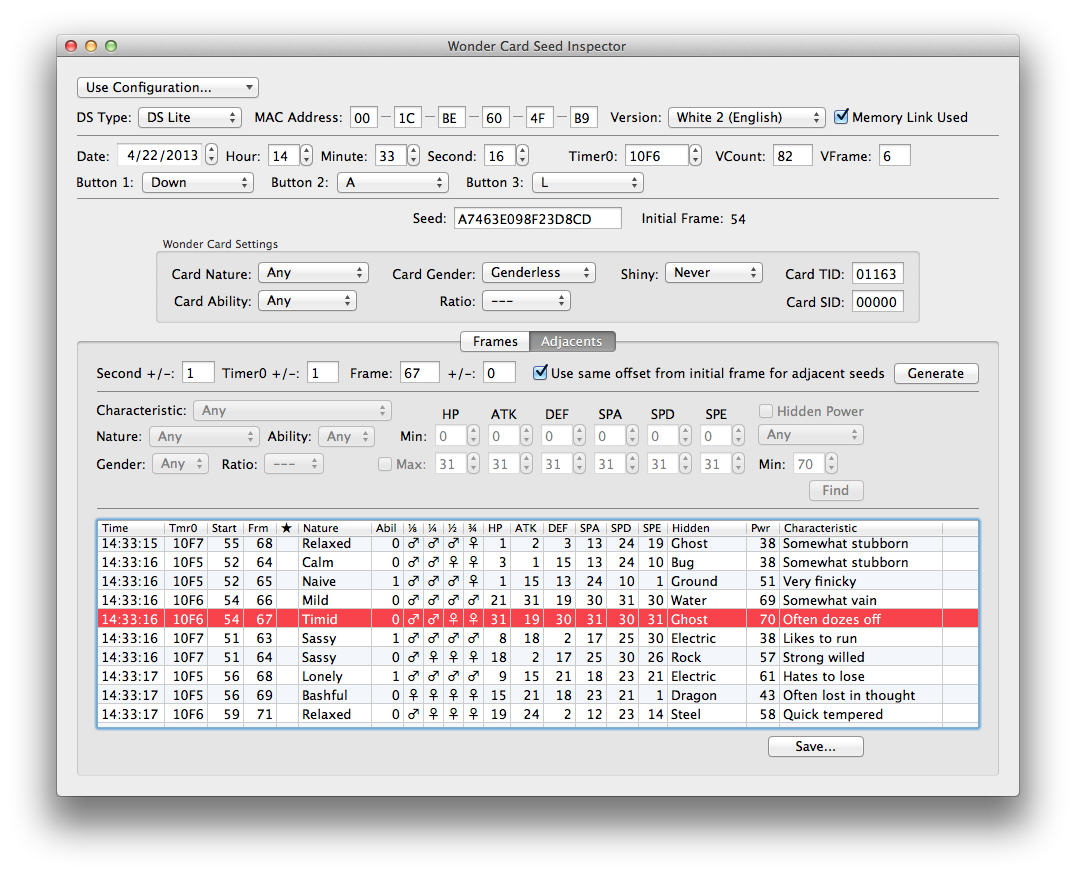 Wonder Card Seed Inspector
Use Configuration...
DS Type: DS Lite MAC Address: 00 — 1C — BE — 60 — 4F — B9 Version: White 2 (English) Memory Link Used
Date: 4/22/2013 Hour: 14 Minute: 33 Second: 16 Timer0: 10F6 VCount: 82 VFrame: 6
Button 1: Down Button 2: A Button 3: L
Seed: A7463E098F23D8CD Initial Frame: 54
Wonder Card Settings
Card Nature: Any Card Gender: Genderless Shiny: Never Card TID: 01163
Card Ability: Any Ratio: --- Card SID: 00000
Frames Adjacents
Second +/-: 1 Timer0 +/-: 1 Frame: 67 +/-: 0 Use same offset from initial frame for adjacent seeds Generate
Characteristic: Any HP ATK DEF SPA SPD SPE Hidden Power
Nature: Any Ability: Any Min: 0 0 0 0 0 0 Any
Gender: Any Ratio: --- Max: 31 31 31 31 31 31 Min: 70
Find
Time Tmr0 Start Frm ★ Nature Abil ⅛ ¼ ½ ¾ HP ATK DEF SPA SPD SPE Hidden Pwr Characteristic
14:33:15 10F7 55 68 Relaxed 0 ♂ ♂ ♂ ♀ 1 2 3 13 24 19 Ghost 38 Somewhat stubborn
14:33:16 10F5 52 64 Calm 0 ♂ ♂ ♀ ♀ 3 1 15 13 24 10 Bug 38 Somewhat stubborn
14:33:16 10F5 52 65 Naive 1 ♂ ♂ ♂ ♀ 1 15 13 24 10 1 Ground 51 Very finicky
14:33:16 10F6 54 66 Mild 0 ♂ ♂ ♂ ♂ 21 31 19 30 31 30 Water 69 Somewhat vain
14:33:16 10F6 54 67 Timid 0 ♂ ♂ ♀ ♀ 31 19 30 31 30 31 Ghost 70 Often dozes off
14:33:16 10F7 51 63 Sassy 1 ♂ ♂ ♂ ♂ 8 18 2 17 25 30 Electric 38 Likes to run
14:33:16 10F7 51 64 Sassy 0 ♂ ♀ ♀ ♀ 18 2 17 25 30 26 Rock 57 Strong willed
14:33:17 10F5 56 68 Lonely 1 ♂ ♂ ♂ ♂ 9 15 21 18 23 21 Electric 61 Hates to lose
14:33:17 10F5 56 69 Bashful 0 ♀ ♀ ♀ ♀ 15 21 18 23 21 1 Dragon 43 Often lost in thought
14:33:17 10F6 59 71 Relaxed 0 ♂ ♀ ♀ ♀ 19 24 2 12 23 14 Steel 58 Quick tempered
Save...